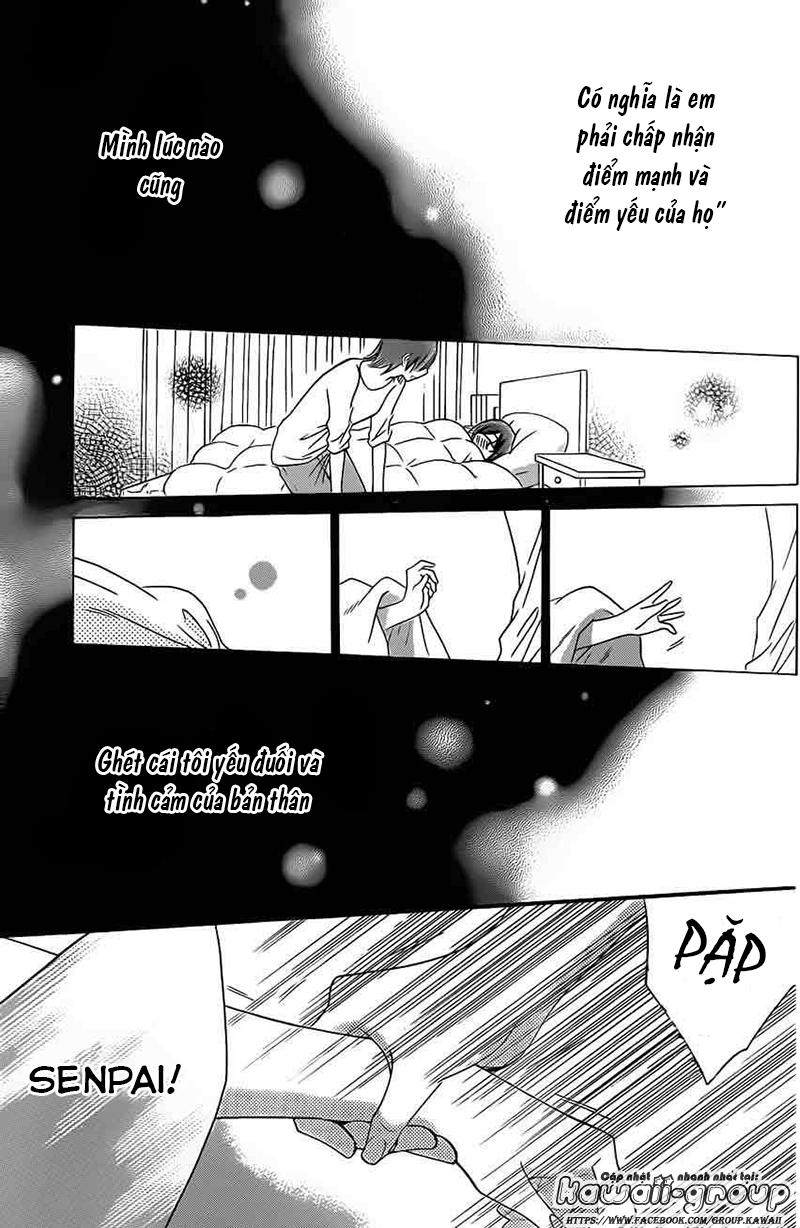 Có nghĩa là em
phải chấp nhận
điểm mạnh và
điểm yếu của họ"
Mình lúc nào
cũng
Ghét cái tôi yếu đuối và
tình cảm của bản thân
PẶP
SENPAI!
Cập nhật nhanh nhất tại:
Kawaii-group
HTTPS://WWW.FACEBOOK.COM/GROUP.KAWAII